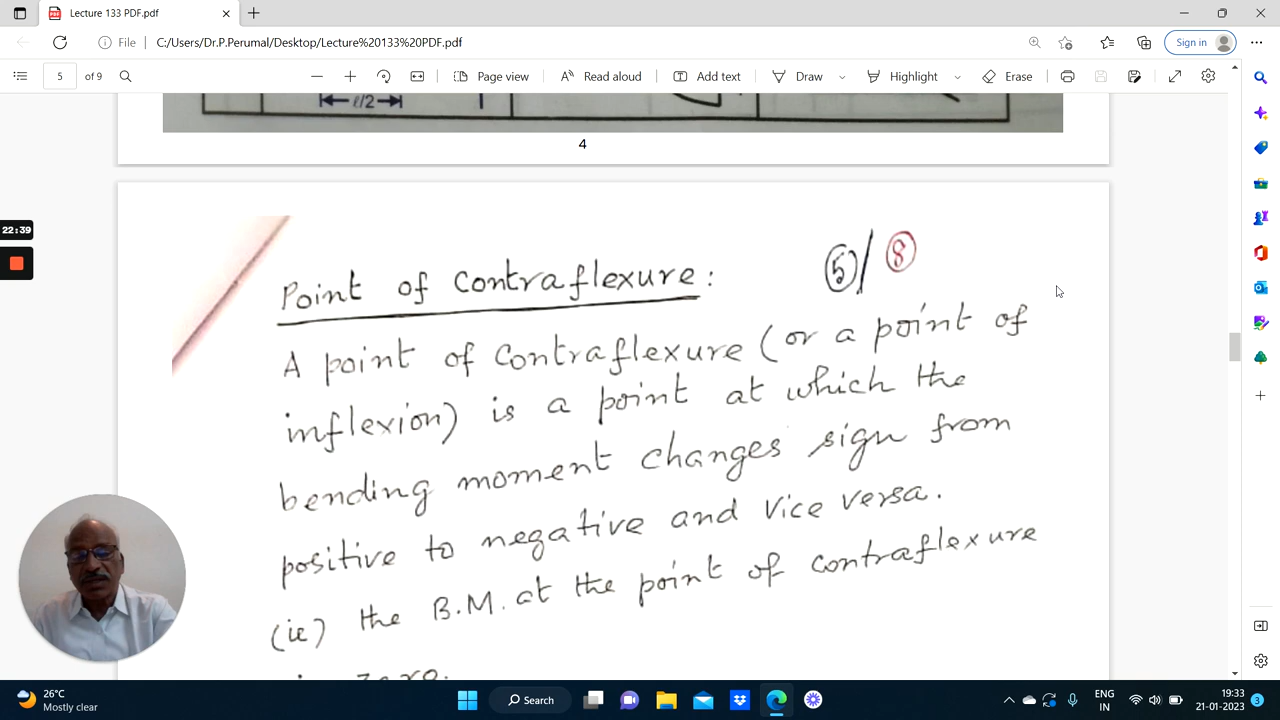 Lecture 133 PDF.pdf
File
C:/Users/Dr.P.Perumal/Desktop/Lecture%20133%20PDF.pdf
Sign in
5 of 9
Page view
Read aloud
Add text
Draw
Highlight
Erase
ℓ/2
4
22:39
5/8
Point of Contraflexure:
A point of Contraflexure (or a point of
inflexion) is a point at which the
bending moment changes sign from
positive to negative and vice versa.
(ie) the B.M. at the point of contraflexure
is zero.
26°C
Mostly clear
Search
ENG
IN
19:33
21-01-2023
3